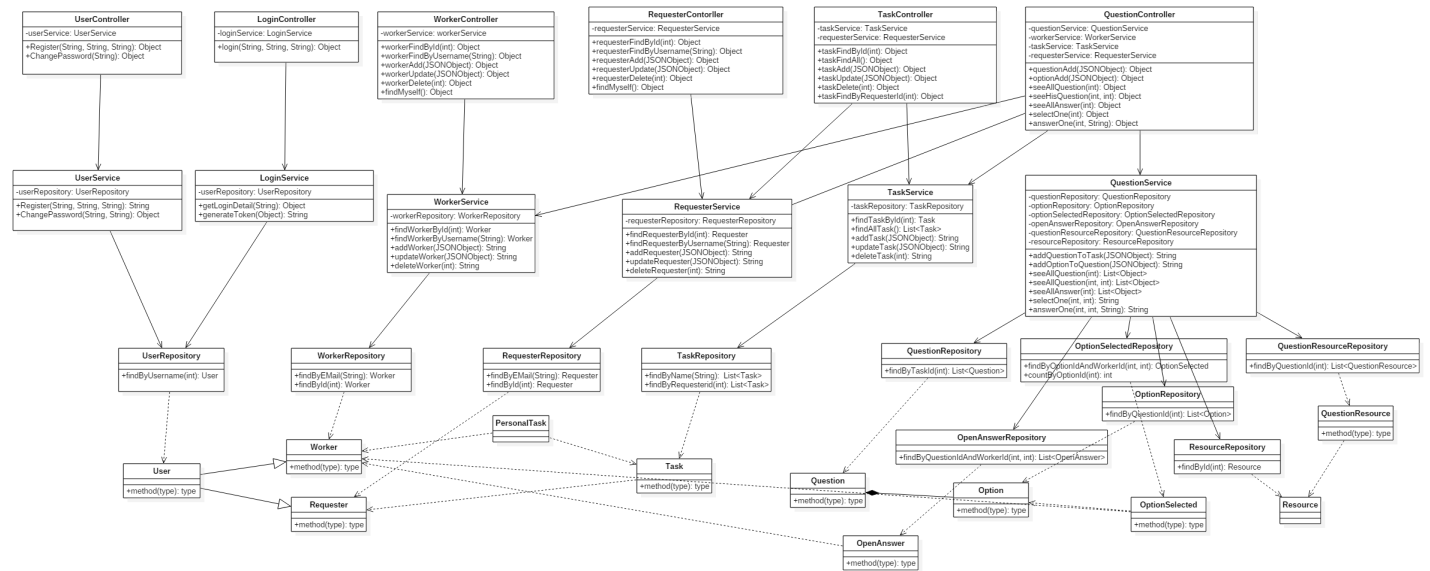 UserController
-userService: UserService
+Register(String, String, String): Object
+ChangePassword(String): Object
LoginController
-loginService: LoginService
+login(String, String, String): Object
WorkerController
-workerService: workerService
+workerFindById(int): Object
+workerFindByUsername(String): Object
+workerAdd(JSONObject): Object
+workerUpdate(JSONObject): Object
+workerDelete(int): Object
+findMyself(): Object
RequesterContorller
-requesterService: RequesterService
+requesterFindById(int): Object
+requesterFindByUsername(String): Object
+requesterAdd(JSONObject): Object
+requesterUpdate(JSONObject): Object
+requesterDelete(int): Object
+findMyself(): Object
TaskController
-taskService: TaskService
-requesterService: RequesterService
+taskFindById(int): Object
+taskFindAll(): Object
+taskAdd(JSONObject): Object
+taskUpdate(JSONObject): Object
+taskDelete(int): Object
+taskFindByRequesterId(int): Object
QuestionController
-questionService: QuestionService
-workerService: WorkerService
-taskService: TaskService
-requesterService: RequesterService
+questionAdd(JSONObject): Object
+optionAdd(JSONObject): Object
+seeAllQuestion(int): Object
+seeHisQuestion(int, int): Object
+seeAllAnswer(int): Object
+selectOne(int): Object
+answerOne(int, String): Object
UserService
-userRepository: UserRepository
+Register(String, String, String): String
+ChangePassword(String, String): Object
LoginService
-userRepository: UserRepository
+getLoginDetail(String): Object
+generateToken(Object): String
WorkerService
-workerRepository: WorkerRepository
+findWorkerById(int): Worker
+findWorkerByUsername(String): Worker
+addWorker(JSONObject): String
+updateWorker(JSONObject): String
+deleteWorker(int): String
RequesterService
-requesterRepository: RequesterRepository
+findRequesterById(int): Requester
+findRequesterByUsername(String): Requester
+addRequester(JSONObject): String
+updateRequester(JSONObject): String
+deleteRequester(int): String
TaskService
-taskRepository: TaskRepository
+findTaskById(int): Task
+findAllTask(): List<Task>
+addTask(JSONObject): String
+updateTask(JSONObject): String
+deleteTask(int): String
QuestionService
-questionRepository: QuestionRepository
-optionRepository: OptionRepository
-optionSelectedRepository: OptionSelectedRepository
-openAnswerRepository: OpenAnswerRepository
-questionResourceRepository: QuestionResourceRepository
-resourceRepository: ResourceRepository
+addQuestionToTask(JSONObject): String
+addOptionToQuestion(JSONObject): String
+seeAllQuestion(int): List<Object>
+seeAllQuestion(int, int): List<Object>
+seeAllAnswer(int): List<Object>
+selectOne(int, int): String
+answerOne(int, int, String): String
UserRepository
+findByUsername(int): User
WorkerRepository
+findByEMail(String): Worker
+findById(int): Worker
RequesterRepository
+findByEMail(String): Requester
+findById(int): Requester
TaskRepository
+findByName(String): List<Task>
+findByRequesterid(int): List<Task>
QuestionRepository
+findByTaskId(int): List<Question>
OptionSelectedRepository
+findByOptionIdAndWorkerId(int, int): OptionSelected
+countByOptionId(int): int
QuestionResourceRepository
+findByQuestionId(int): List<QuestionResource>
OptionRepository
+findByQuestionId(int): List<Option>
QuestionResource
+method(type): type
PersonalTask
OpenAnswerRepository
+findByQuestionIdAndWorkerId(int, int): List<OpenAnswer>
ResourceRepository
+findById(int): Resource
Worker
+method(type): type
User
+method(type): type
Task
+method(type): type
Question
+method(type): type
Option
+method(type): type
Requester
+method(type): type
OptionSelected
+method(type): type
Resource
OpenAnswer
+method(type): type